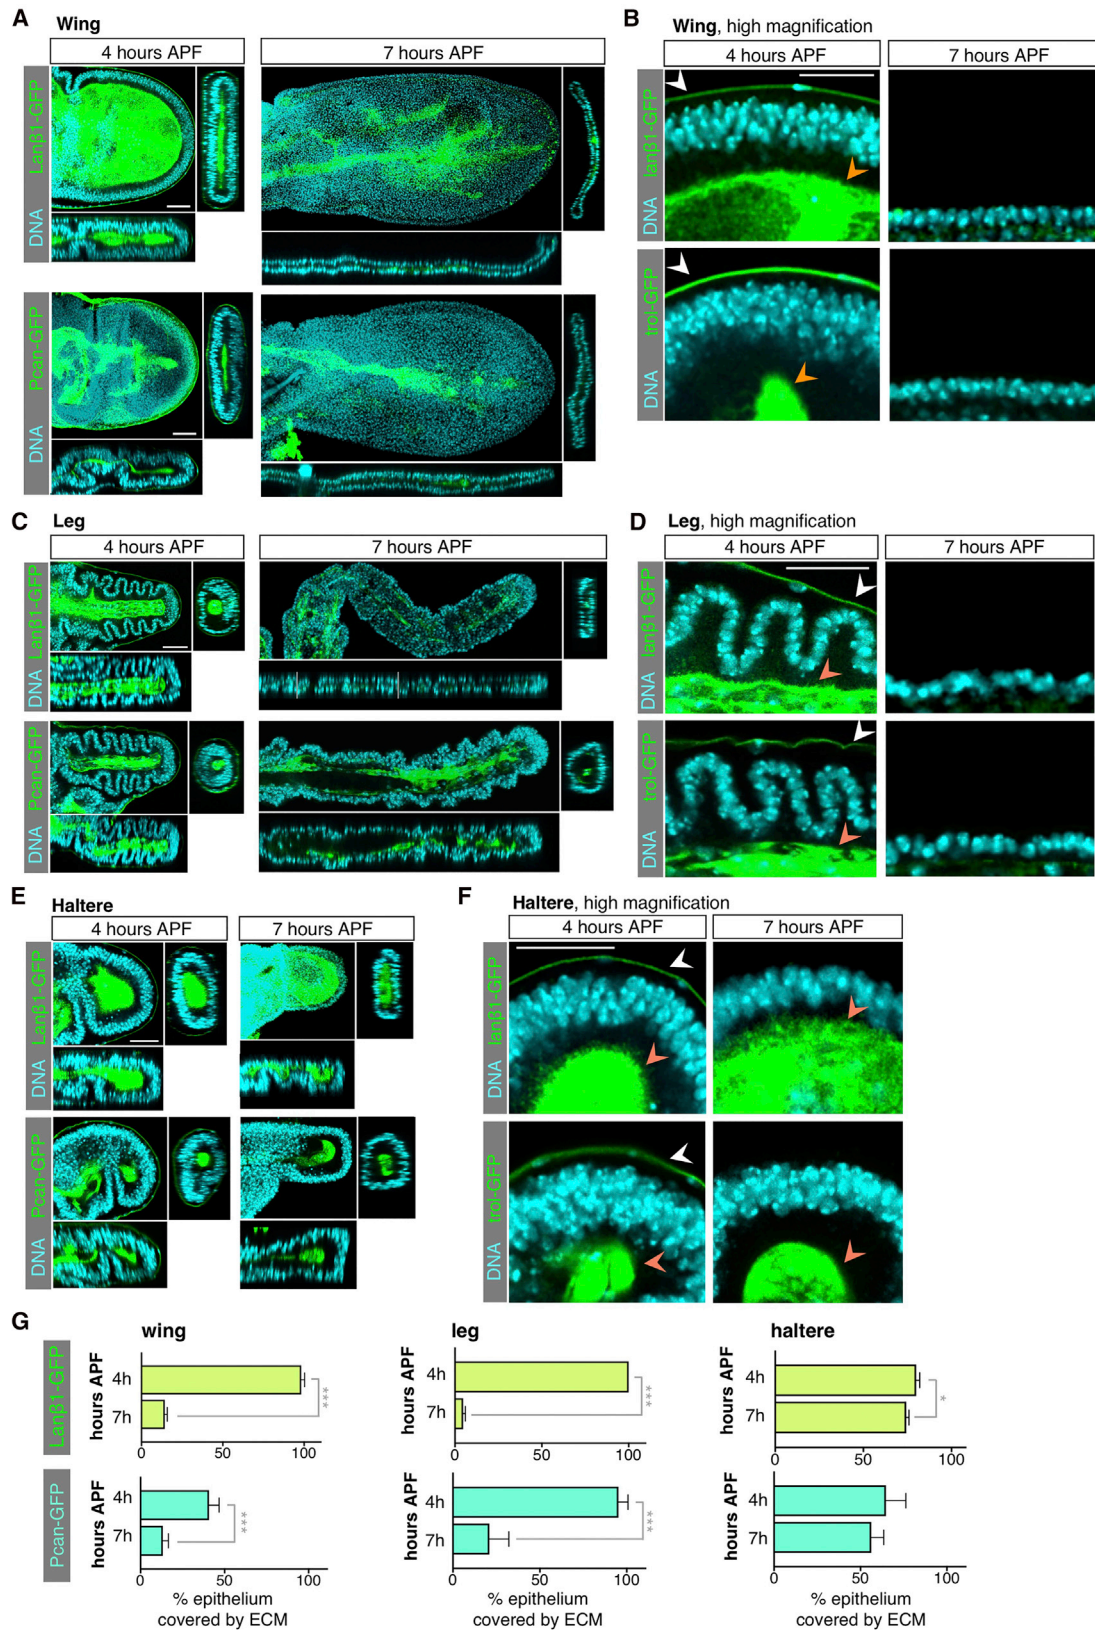 A
Wing
4 hours APF
7 hours APF
DNA Lanβ1-GFP
DNA Pcan-GFP
B
Wing, high magnification
4 hours APF
7 hours APF
DNA lanβ1-GFP
DNA trol-GFP
C
Leg
4 hours APF
7 hours APF
DNA Lanβ1-GFP
DNA Pcan-GFP
D
Leg, high magnification
4 hours APF
7 hours APF
DNA lanβ1-GFP
DNA trol-GFP
E
Haltere
4 hours APF
7 hours APF
DNA Lanβ1-GFP
DNA Pcan-GFP
F
Haltere, high magnification
4 hours APF
7 hours APF
DNA lanβ1-GFP
DNA trol-GFP
G
wing
leg
haltere
Lanβ1-GFP
hours APF
4h
7h
***
0 50 100
hours APF
4h
7h
***
0 50 100
hours APF
4h
7h
*
0 50 100
Pcan-GFP
hours APF
4h
7h
***
0 50 100
% epithelium
covered by ECM
hours APF
4h
7h
***
0 50 100
% epithelium
covered by ECM
hours APF
4h
7h
0 50 100
% epithelium
covered by ECM